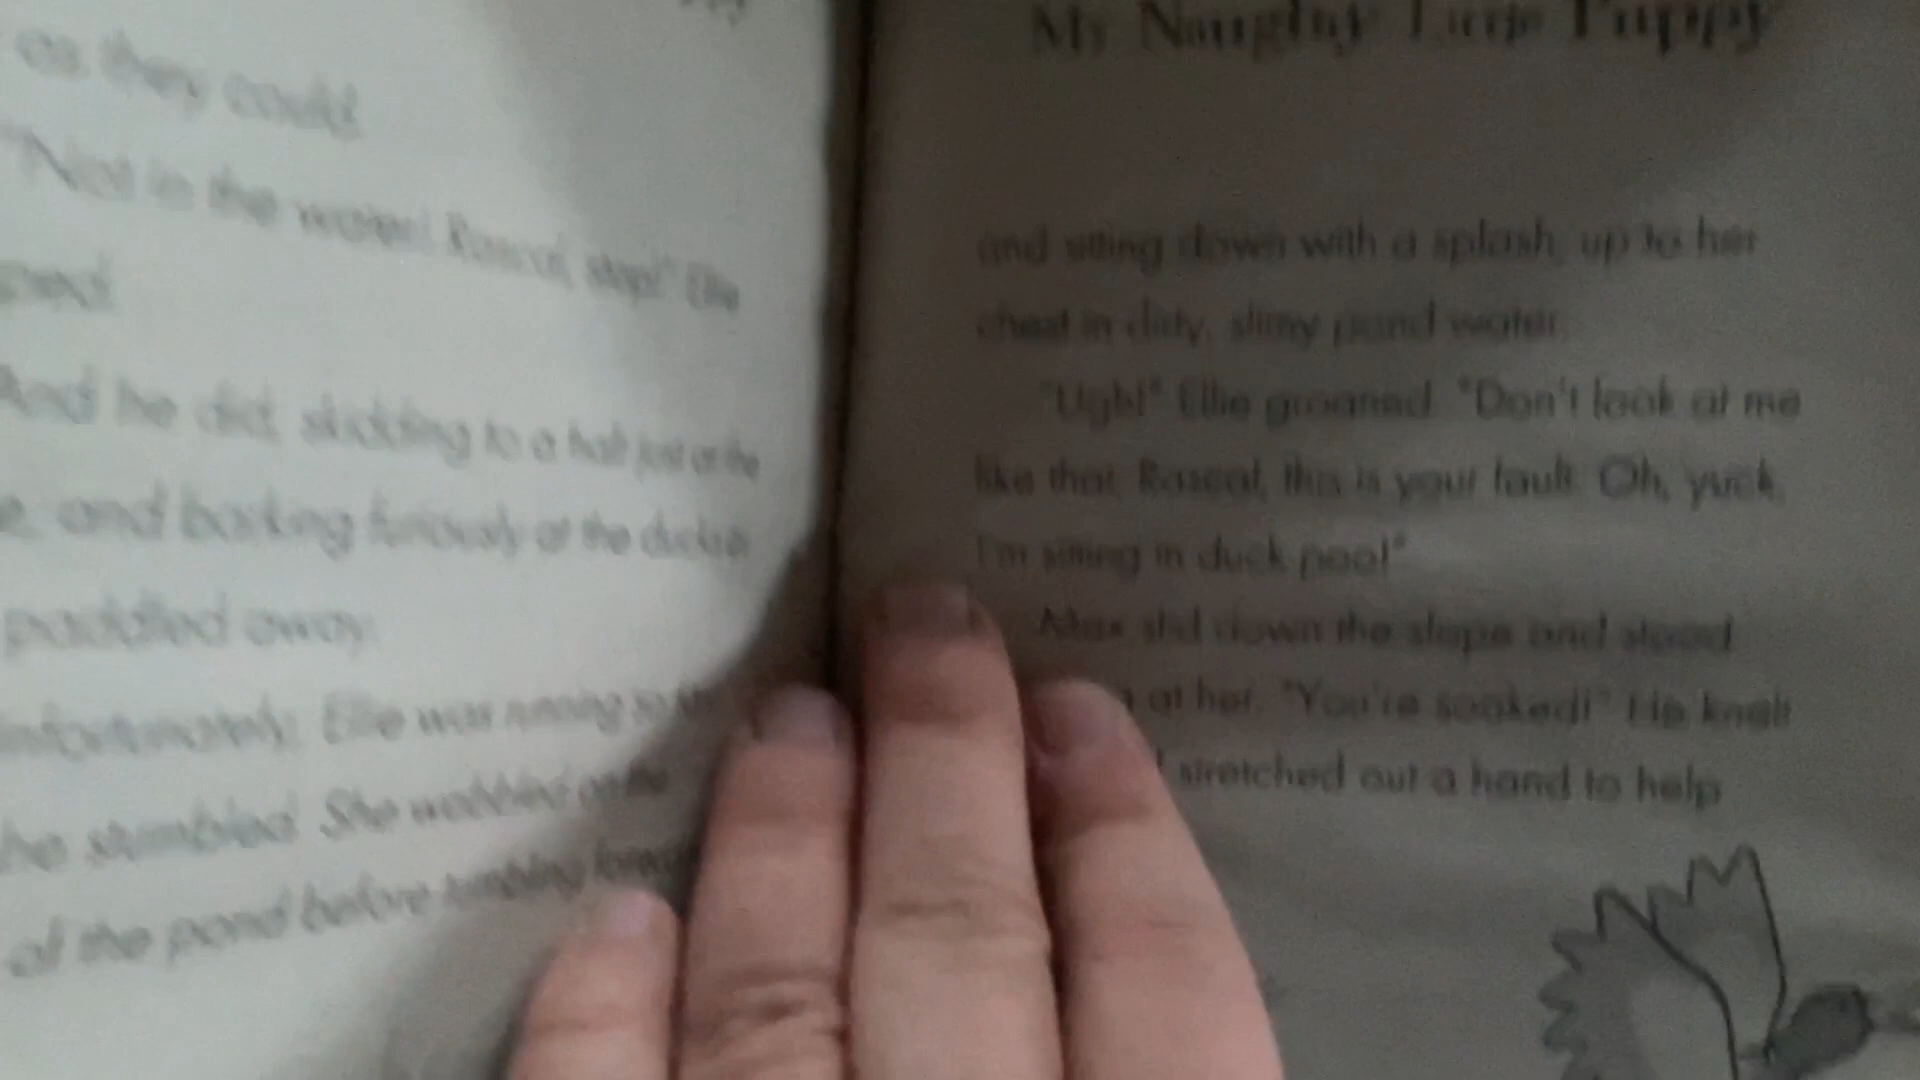 as they could.
"Not in the water! Rascal, stop!" Ellie
And he did, skidding to a halt just at the
and barking furiously at the ducks as
paddled away.
Ellie was running so
stumbled. She wobbled on the
of the pond before tumbling
My Naughty Little Puppy
and sitting down with a splash, up to her
chest in dirty, slimy pond water.
"Ugh!" Ellie groaned. "Don't look at me
like that, Rascal, this is your fault. Oh, yuck,
I'm sitting in duck poo!"
Max slid down the slope and stood
at her. "You're soaked!" He knelt
stretched out a hand to help